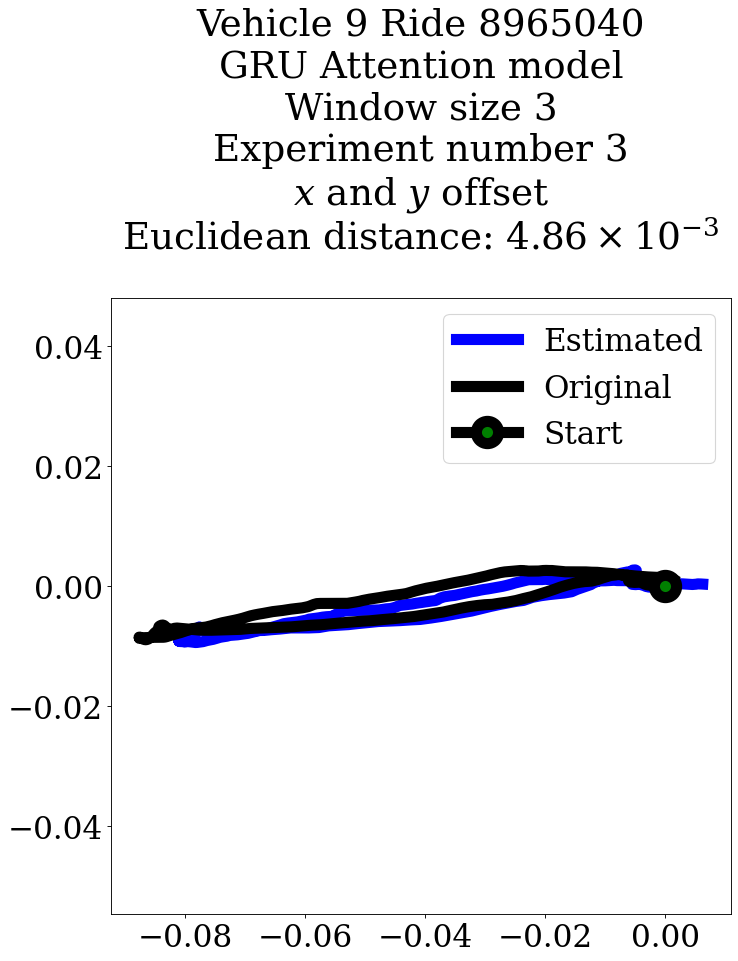 Vehicle 9 Ride 8965040
GRU Attention model
Window size 3
Experiment number 3
x and y offset
Euclidean distance: 4.86 × 10⁻³
Estimated
Original
Start
0.04
0.02
0.00
−0.02
−0.04
−0.08 −0.06 −0.04 −0.02 0.00